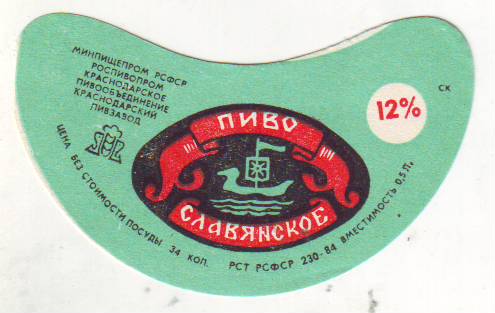 МИНПИЩЕПРОМ РСФСР
РОСПИВОПРОМ
КРАСНОДАРСКОЕ
ПИВООБЪЕДИНЕНИЕ
КРАСНОДАРСКИЙ
ПИВЗАВОД
ПИВО
СЛАВЯНСКОЕ
12%
СК
ЦЕНА БЕЗ СТОИМОСТИ ПОСУДЫ 34 КОП. РСТ РСФСР 230-84 ВМЕСТИМОСТЬ 0,5 Л.